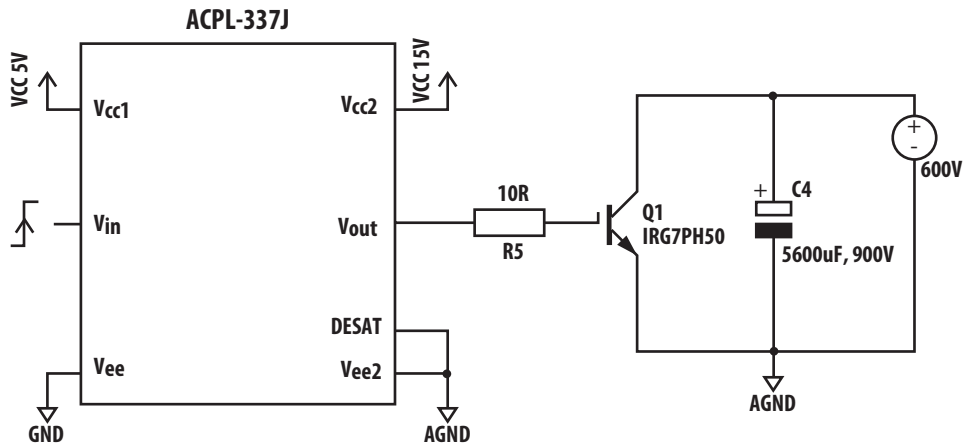 ACPL-337J
VCC 5V
VCC 15V
Vcc1
Vcc2
+
-
600V
10R
+
C4
Vin
Vout
Q1
IRG7PH50
R5
5600uF, 900V
DESAT
Vee
Vee2
GND
AGND
AGND